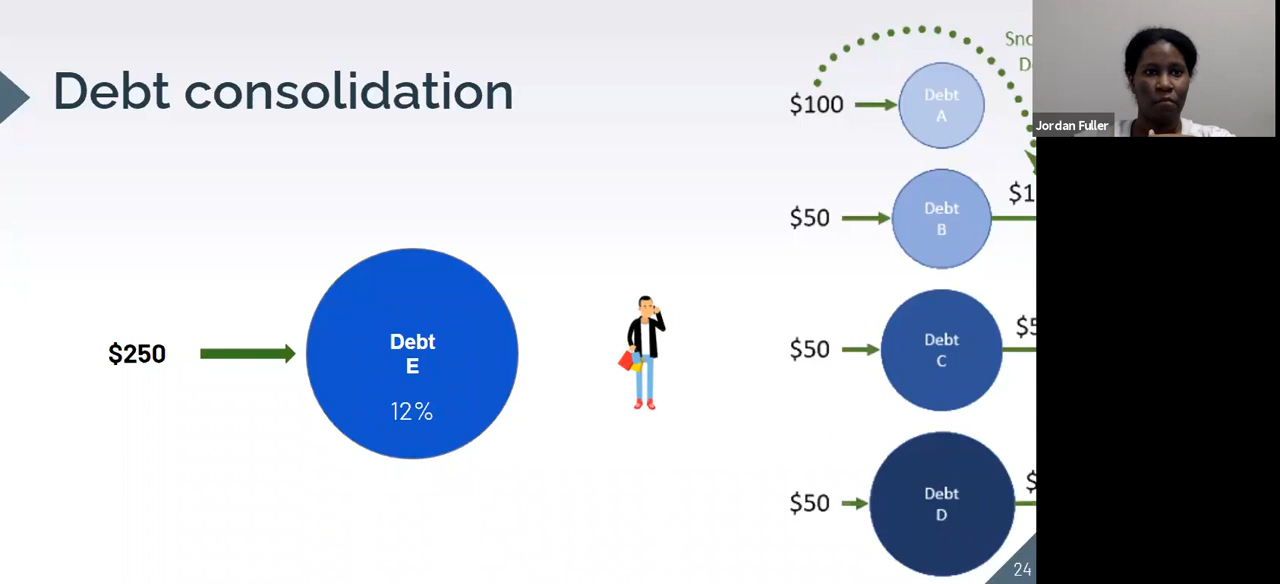 Debt consolidation
$250
Debt
E
12%
$100
Debt
A
$50
Debt
B
$50
Debt
C
$50
Debt
D
24
Jordan Fuller